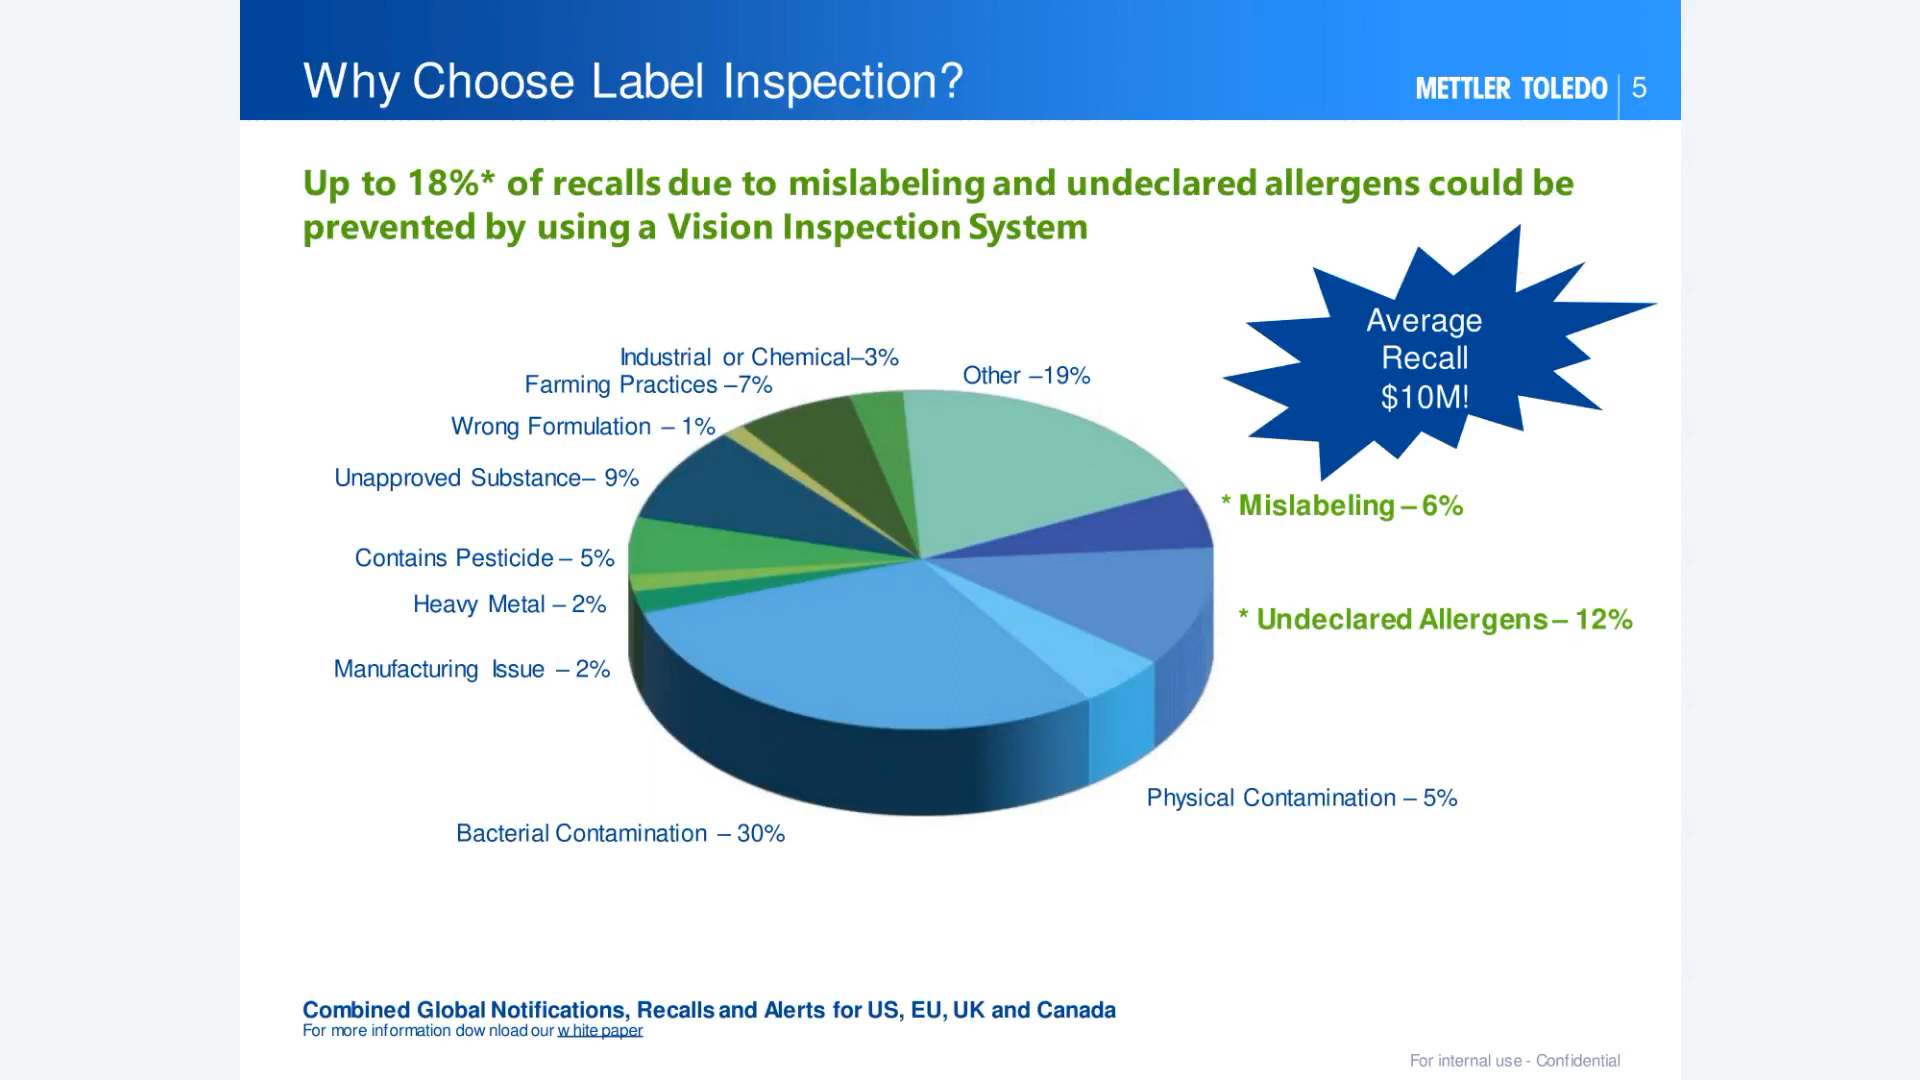 Why Choose Label Inspection?
METTLER TOLEDO 5
Up to 18%* of recalls due to mislabeling and undeclared allergens could be
prevented by using a Vision Inspection System
Average
Recall
$10M!
Industrial or Chemical–3%
Other –19%
Farming Practices –7%
Wrong Formulation – 1%
Unapproved Substance– 9%
* Mislabeling – 6%
Contains Pesticide – 5%
Heavy Metal – 2%
* Undeclared Allergens – 12%
Manufacturing Issue – 2%
Physical Contamination – 5%
Bacterial Contamination – 30%
Combined Global Notifications, Recalls and Alerts for US, EU, UK and Canada
For more information dow nload our w hite paper
For internal use - Confidential